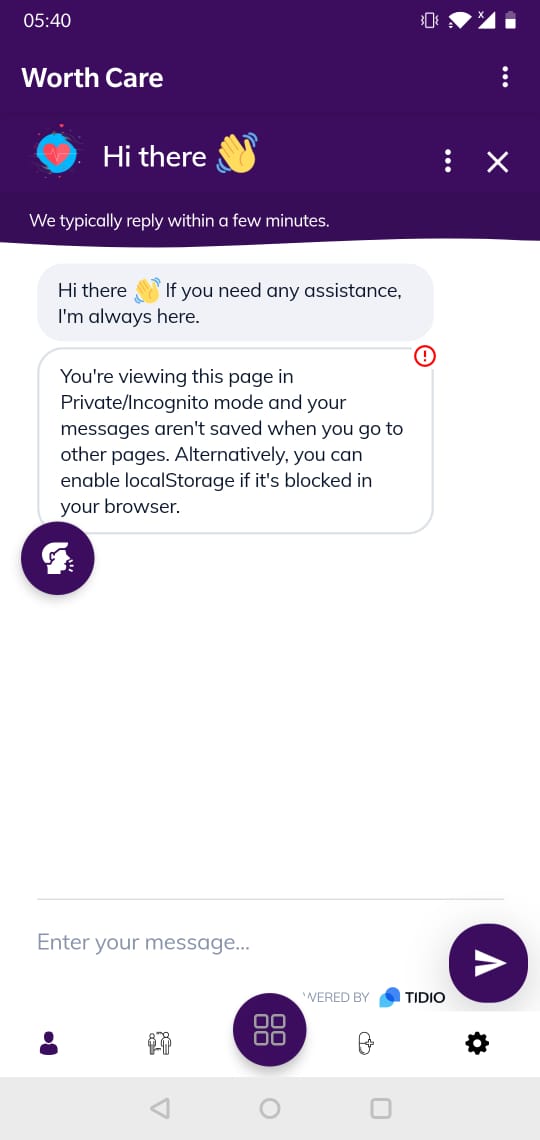 05:40
Worth Care
Hi there 👋
We typically reply within a few minutes.
Hi there 👋 If you need any assistance,
I'm always here.
You're viewing this page in
Private/Incognito mode and your
messages aren't saved when you go to
other pages. Alternatively, you can
enable localStorage if it's blocked in
your browser.
Enter your message...
WERED BY TIDIO